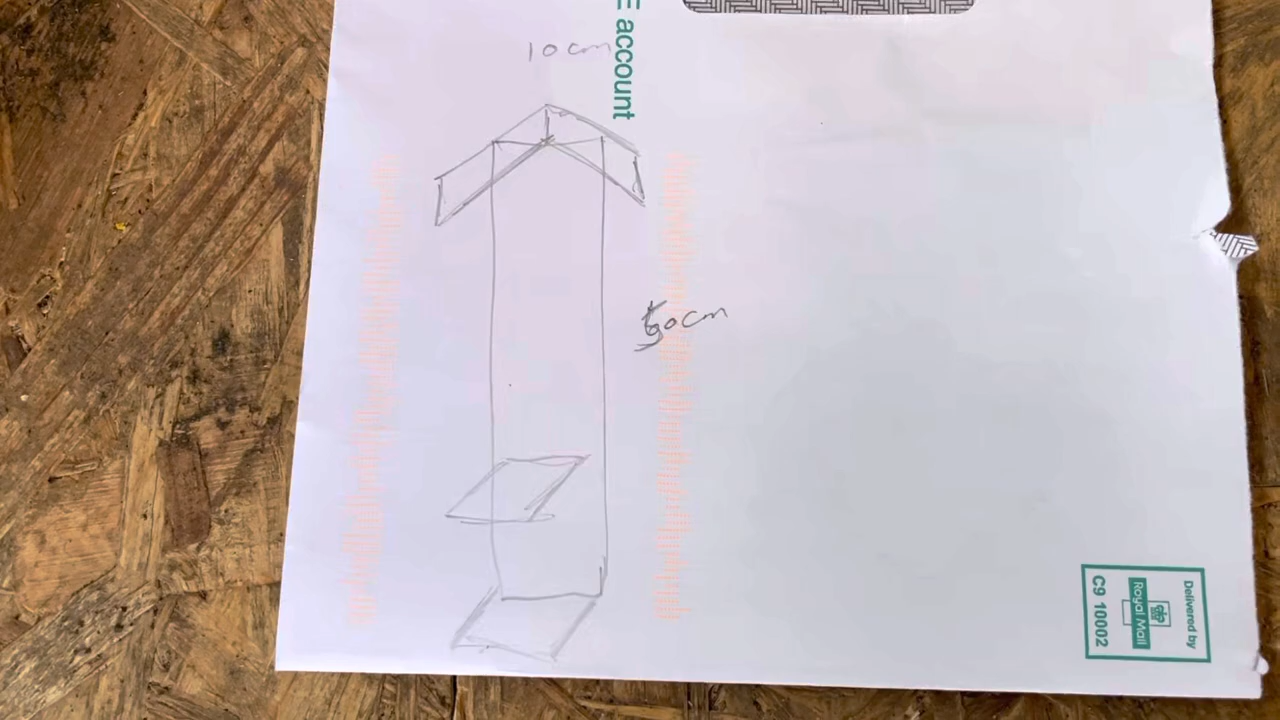 10cm
E account
50cm
Delivered by
Royal Mail
C9 10002